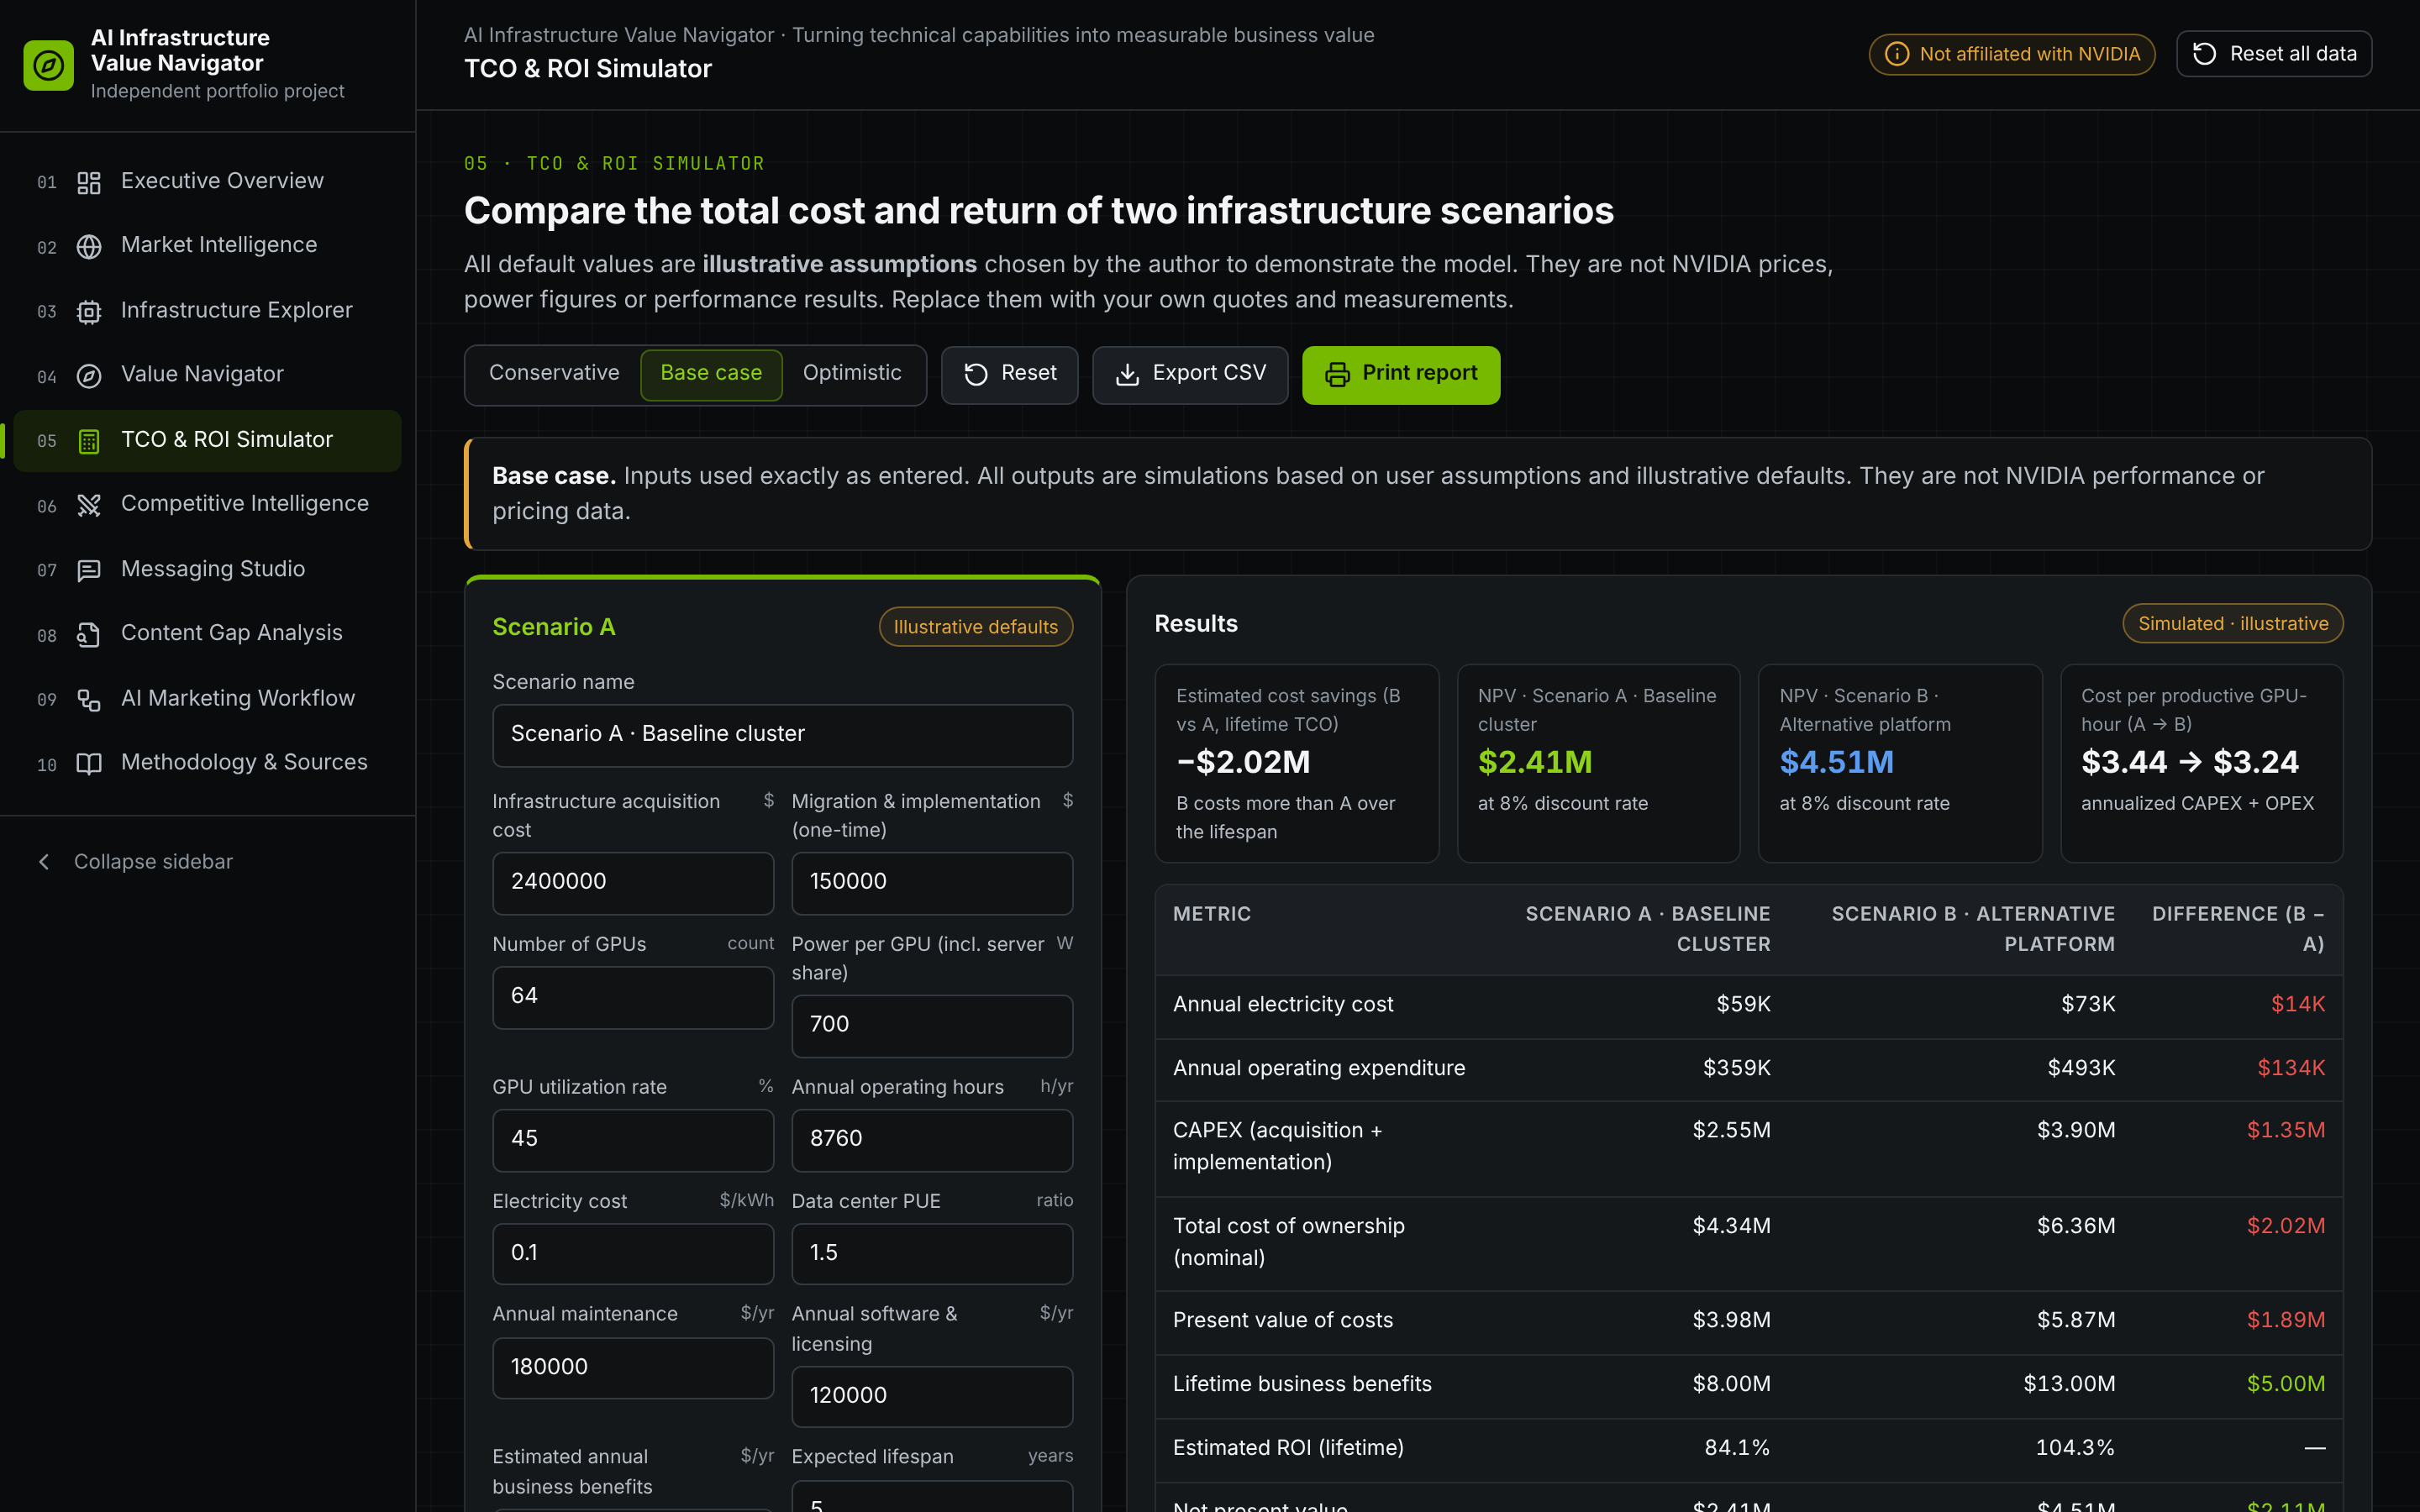 AI Infrastructure
Value Navigator
Independent portfolio project
01 Executive Overview
02 Market Intelligence
03 Infrastructure Explorer
04 Value Navigator
05 TCO & ROI Simulator
06 Competitive Intelligence
07 Messaging Studio
08 Content Gap Analysis
09 AI Marketing Workflow
10 Methodology & Sources
Collapse sidebar
AI Infrastructure Value Navigator · Turning technical capabilities into measurable business value
TCO & ROI Simulator
Not affiliated with NVIDIA
Reset all data
05 · TCO & ROI SIMULATOR
Compare the total cost and return of two infrastructure scenarios
All default values are illustrative assumptions chosen by the author to demonstrate the model. They are not NVIDIA prices,
power figures or performance results. Replace them with your own quotes and measurements.
Conservative Base case Optimistic Reset Export CSV Print report
Base case. Inputs used exactly as entered. All outputs are simulations based on user assumptions and illustrative defaults. They are not NVIDIA performance or
pricing data.
Scenario A Illustrative defaults
Scenario name
Scenario A · Baseline cluster
Infrastructure acquisition $
cost
2400000
Migration & implementation $
(one-time)
150000
Number of GPUs count
64
Power per GPU (incl. server W
share)
700
GPU utilization rate %
45
Annual operating hours h/yr
8760
Electricity cost $/kWh
0.1
Data center PUE ratio
1.5
Annual maintenance $/yr
180000
Annual software & $/yr
licensing
120000
Estimated annual $/yr
business benefits
Expected lifespan years
5
Results Simulated · illustrative
Estimated cost savings (B
vs A, lifetime TCO)
−$2.02M
B costs more than A over
the lifespan
NPV · Scenario A · Baseline
cluster
$2.41M
at 8% discount rate
NPV · Scenario B ·
Alternative platform
$4.51M
at 8% discount rate
Cost per productive GPU-
hour (A → B)
$3.44 → $3.24
annualized CAPEX + OPEX
METRIC SCENARIO A · BASELINE SCENARIO B · ALTERNATIVE DIFFERENCE (B −
CLUSTER PLATFORM A)
Annual electricity cost $59K $73K $14K
Annual operating expenditure $359K $493K $134K
CAPEX (acquisition + $2.55M $3.90M $1.35M
implementation)
Total cost of ownership $4.34M $6.36M $2.02M
(nominal)
Present value of costs $3.98M $5.87M $1.89M
Lifetime business benefits $8.00M $13.00M $5.00M
Estimated ROI (lifetime) 84.1% 104.3% —
Net present value $2.41M $4.51M $2.11M